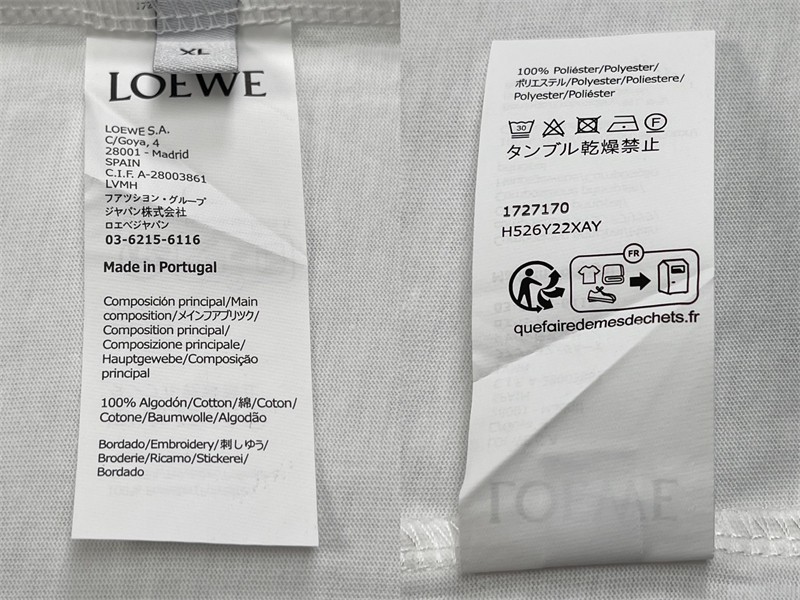 XL
LOEWE
LOEWE S.A.
C/Goya, 4
28001 - Madrid
SPAIN
C.I.F. A-28003861
LVMH
フアツション・グループ
ジャパン株式会社
ロエベジャパン
03-6215-6116
Made in Portugal
Composición principal/Main
composition/メインフアブリック/
Composition principal/
Composizione principale/
Hauptgewebe/Composição
principal
100% Algodón/Cotton/綿/Coton/
Cotone/Baumwolle/Algodão
Bordado/Embroidery/刺しゆう/
Broderie/Ricamo/Stickerei/
Bordado
100% Poliéster/Polyester/
ポリエステル/Polyester/Poliestere/
Polyester/Poliéster
30
F
タンブル乾燥禁止
1727170
H526Y22XAY
FR
quefairedemesdechets.fr